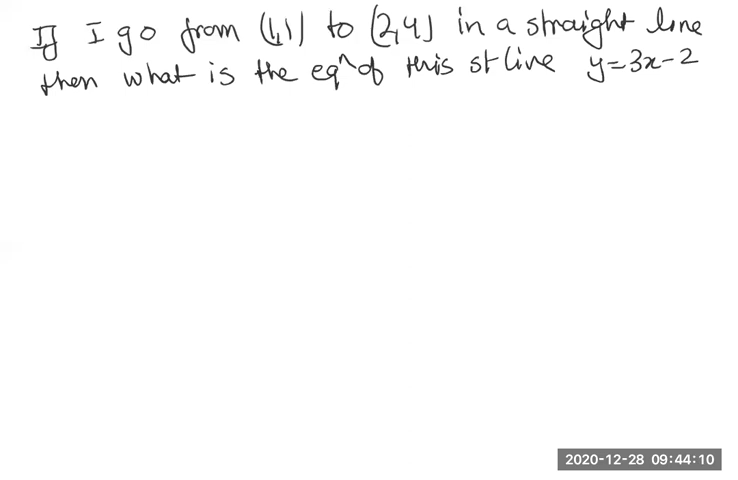 If I go from (1,1) to (2,4) in a straight line
then what is the eqⁿ of this st line y=3x-2
2020-12-28 09:44:10